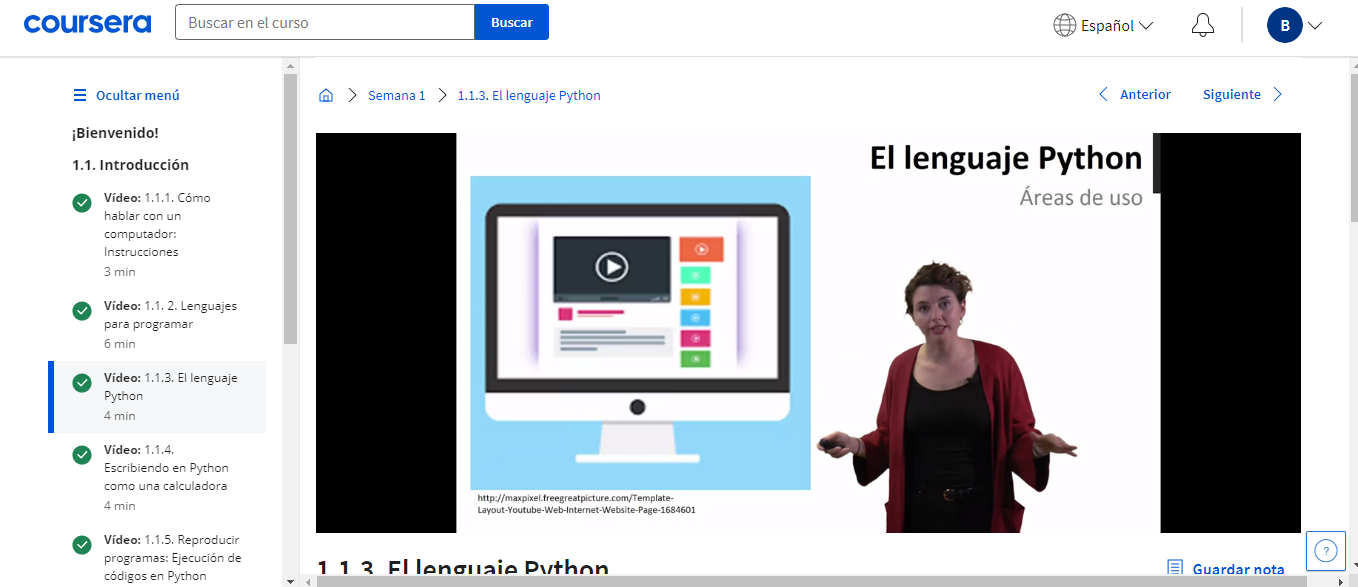 coursera
Buscar en el curso
Buscar
Español
B
Ocultar menú
¡Bienvenido!
1.1. Introducción
Vídeo: 1.1.1. Cómo
hablar con un
computador:
Instrucciones
3 min
Vídeo: 1.1. 2. Lenguajes
para programar
6 min
Vídeo: 1.1.3. El lenguaje
Python
4 min
Vídeo: 1.1.4.
Escribiendo en Python
como una calculadora
4 min
Vídeo: 1.1.5. Reproducir
programas: Ejecución de
códigos en Python
Semana 1
1.1.3. El lenguaje Python
Anterior
Siguiente
El lenguaje Python
Áreas de uso
http://maxpixel.freegreatpicture.com/Template-
Layout-Youtube-Web-Internet-Website-Page-1684601
1.1.3. El lenguaje Python
Guardar nota
?